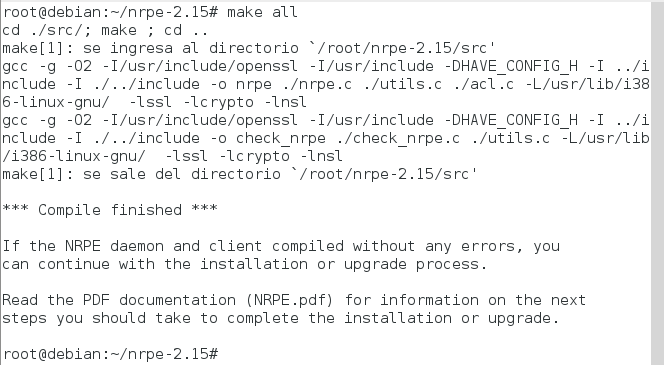 root@debian:~/nrpe-2.15# make all
cd ./src/; make ; cd ..
make[1]: se ingresa al directorio `/root/nrpe-2.15/src'
gcc -g -O2 -I/usr/include/openssl -I/usr/include -DHAVE_CONFIG_H -I ../i
nclude -I ./../include -o nrpe ./nrpe.c ./utils.c ./acl.c -L/usr/lib/i38
6-linux-gnu/  -lssl -lcrypto -lnsl
gcc -g -O2 -I/usr/include/openssl -I/usr/include -DHAVE_CONFIG_H -I ../i
nclude -I ./../include -o check_nrpe ./check_nrpe.c ./utils.c -L/usr/lib
/i386-linux-gnu/  -lssl -lcrypto -lnsl
make[1]: se sale del directorio `/root/nrpe-2.15/src'
*** Compile finished ***
If the NRPE daemon and client compiled without any errors, you
can continue with the installation or upgrade process.
Read the PDF documentation (NRPE.pdf) for information on the next
steps you should take to complete the installation or upgrade.
root@debian:~/nrpe-2.15#